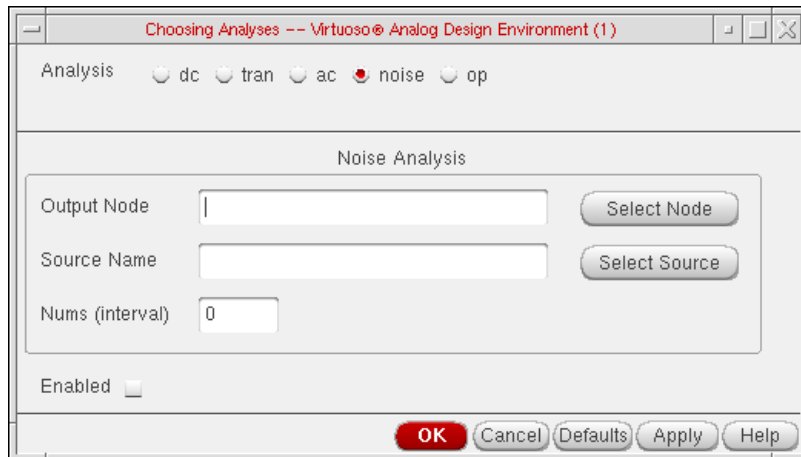 Choosing Analyses -- Virtuoso® Analog Design Environment (1)
Analysis dc tran ac noise op
Noise Analysis
Output Node Select Node
Source Name Select Source
Nums (interval) 0
Enabled
OK Cancel Defaults Apply Help